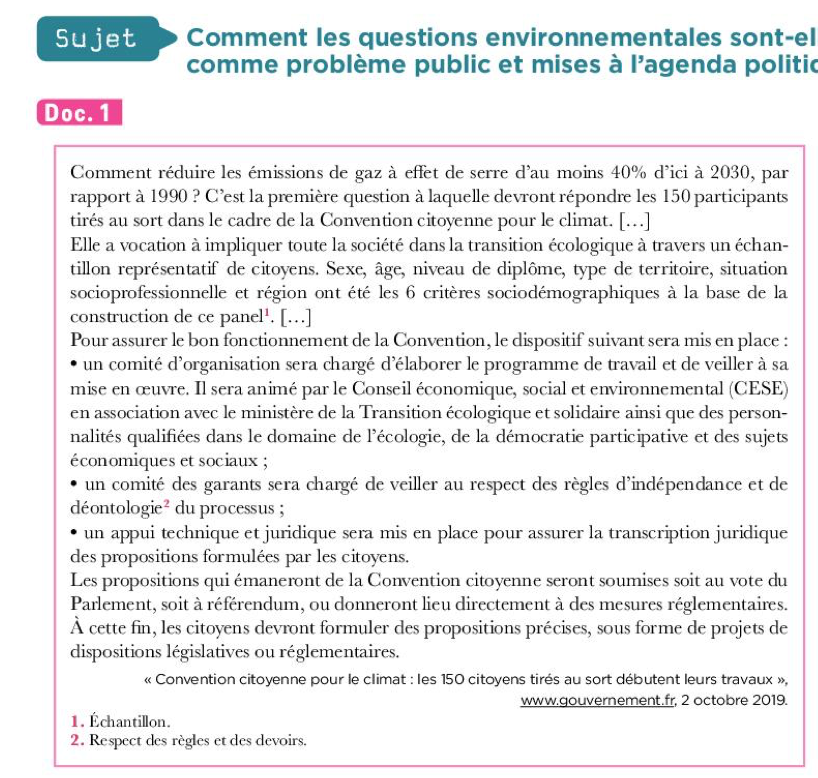 Sujet
Comment les questions environnementales sont-el
comme problème public et mises à l'agenda politi
Doc. 1
Comment réduire les émissions de gaz à effet de serre d'au moins 40% d'ici à 2030, par
rapport à 1990 ? C'est la première question à laquelle devront répondre les 150 participants
tirés au sort dans le cadre de la Convention citoyenne pour le climat. […]
Elle a vocation à impliquer toute la société dans la transition écologique à travers un échan-
tillon représentatif de citoyens. Sexe, âge, niveau de diplôme, type de territoire, situation
socioprofessionnelle et région ont été les 6 critères sociodémographiques à la base de la
construction de ce panel¹. […]
Pour assurer le bon fonctionnement de la Convention, le dispositif suivant sera mis en place :
• un comité d'organisation sera chargé d'élaborer le programme de travail et de veiller à sa
mise en œuvre. Il sera animé par le Conseil économique, social et environnemental (CESE)
en association avec le ministère de la Transition écologique et solidaire ainsi que des person-
nalités qualifiées dans le domaine de l'écologie, de la démocratie participative et des sujets
économiques et sociaux ;
• un comité des garants sera chargé de veiller au respect des règles d'indépendance et de
déontologie² du processus ;
• un appui technique et juridique sera mis en place pour assurer la transcription juridique
des propositions formulées par les citoyens.
Les propositions qui émaneront de la Convention citoyenne seront soumises soit au vote du
Parlement, soit à référendum, ou donneront lieu directement à des mesures réglementaires.
À cette fin, les citoyens devront formuler des propositions précises, sous forme de projets de
dispositions législatives ou réglementaires.
« Convention citoyenne pour le climat : les 150 citoyens tirés au sort débutent leurs travaux »,
www.gouvernement.fr, 2 octobre 2019.
1. Échantillon.
2. Respect des règles et des devoirs.